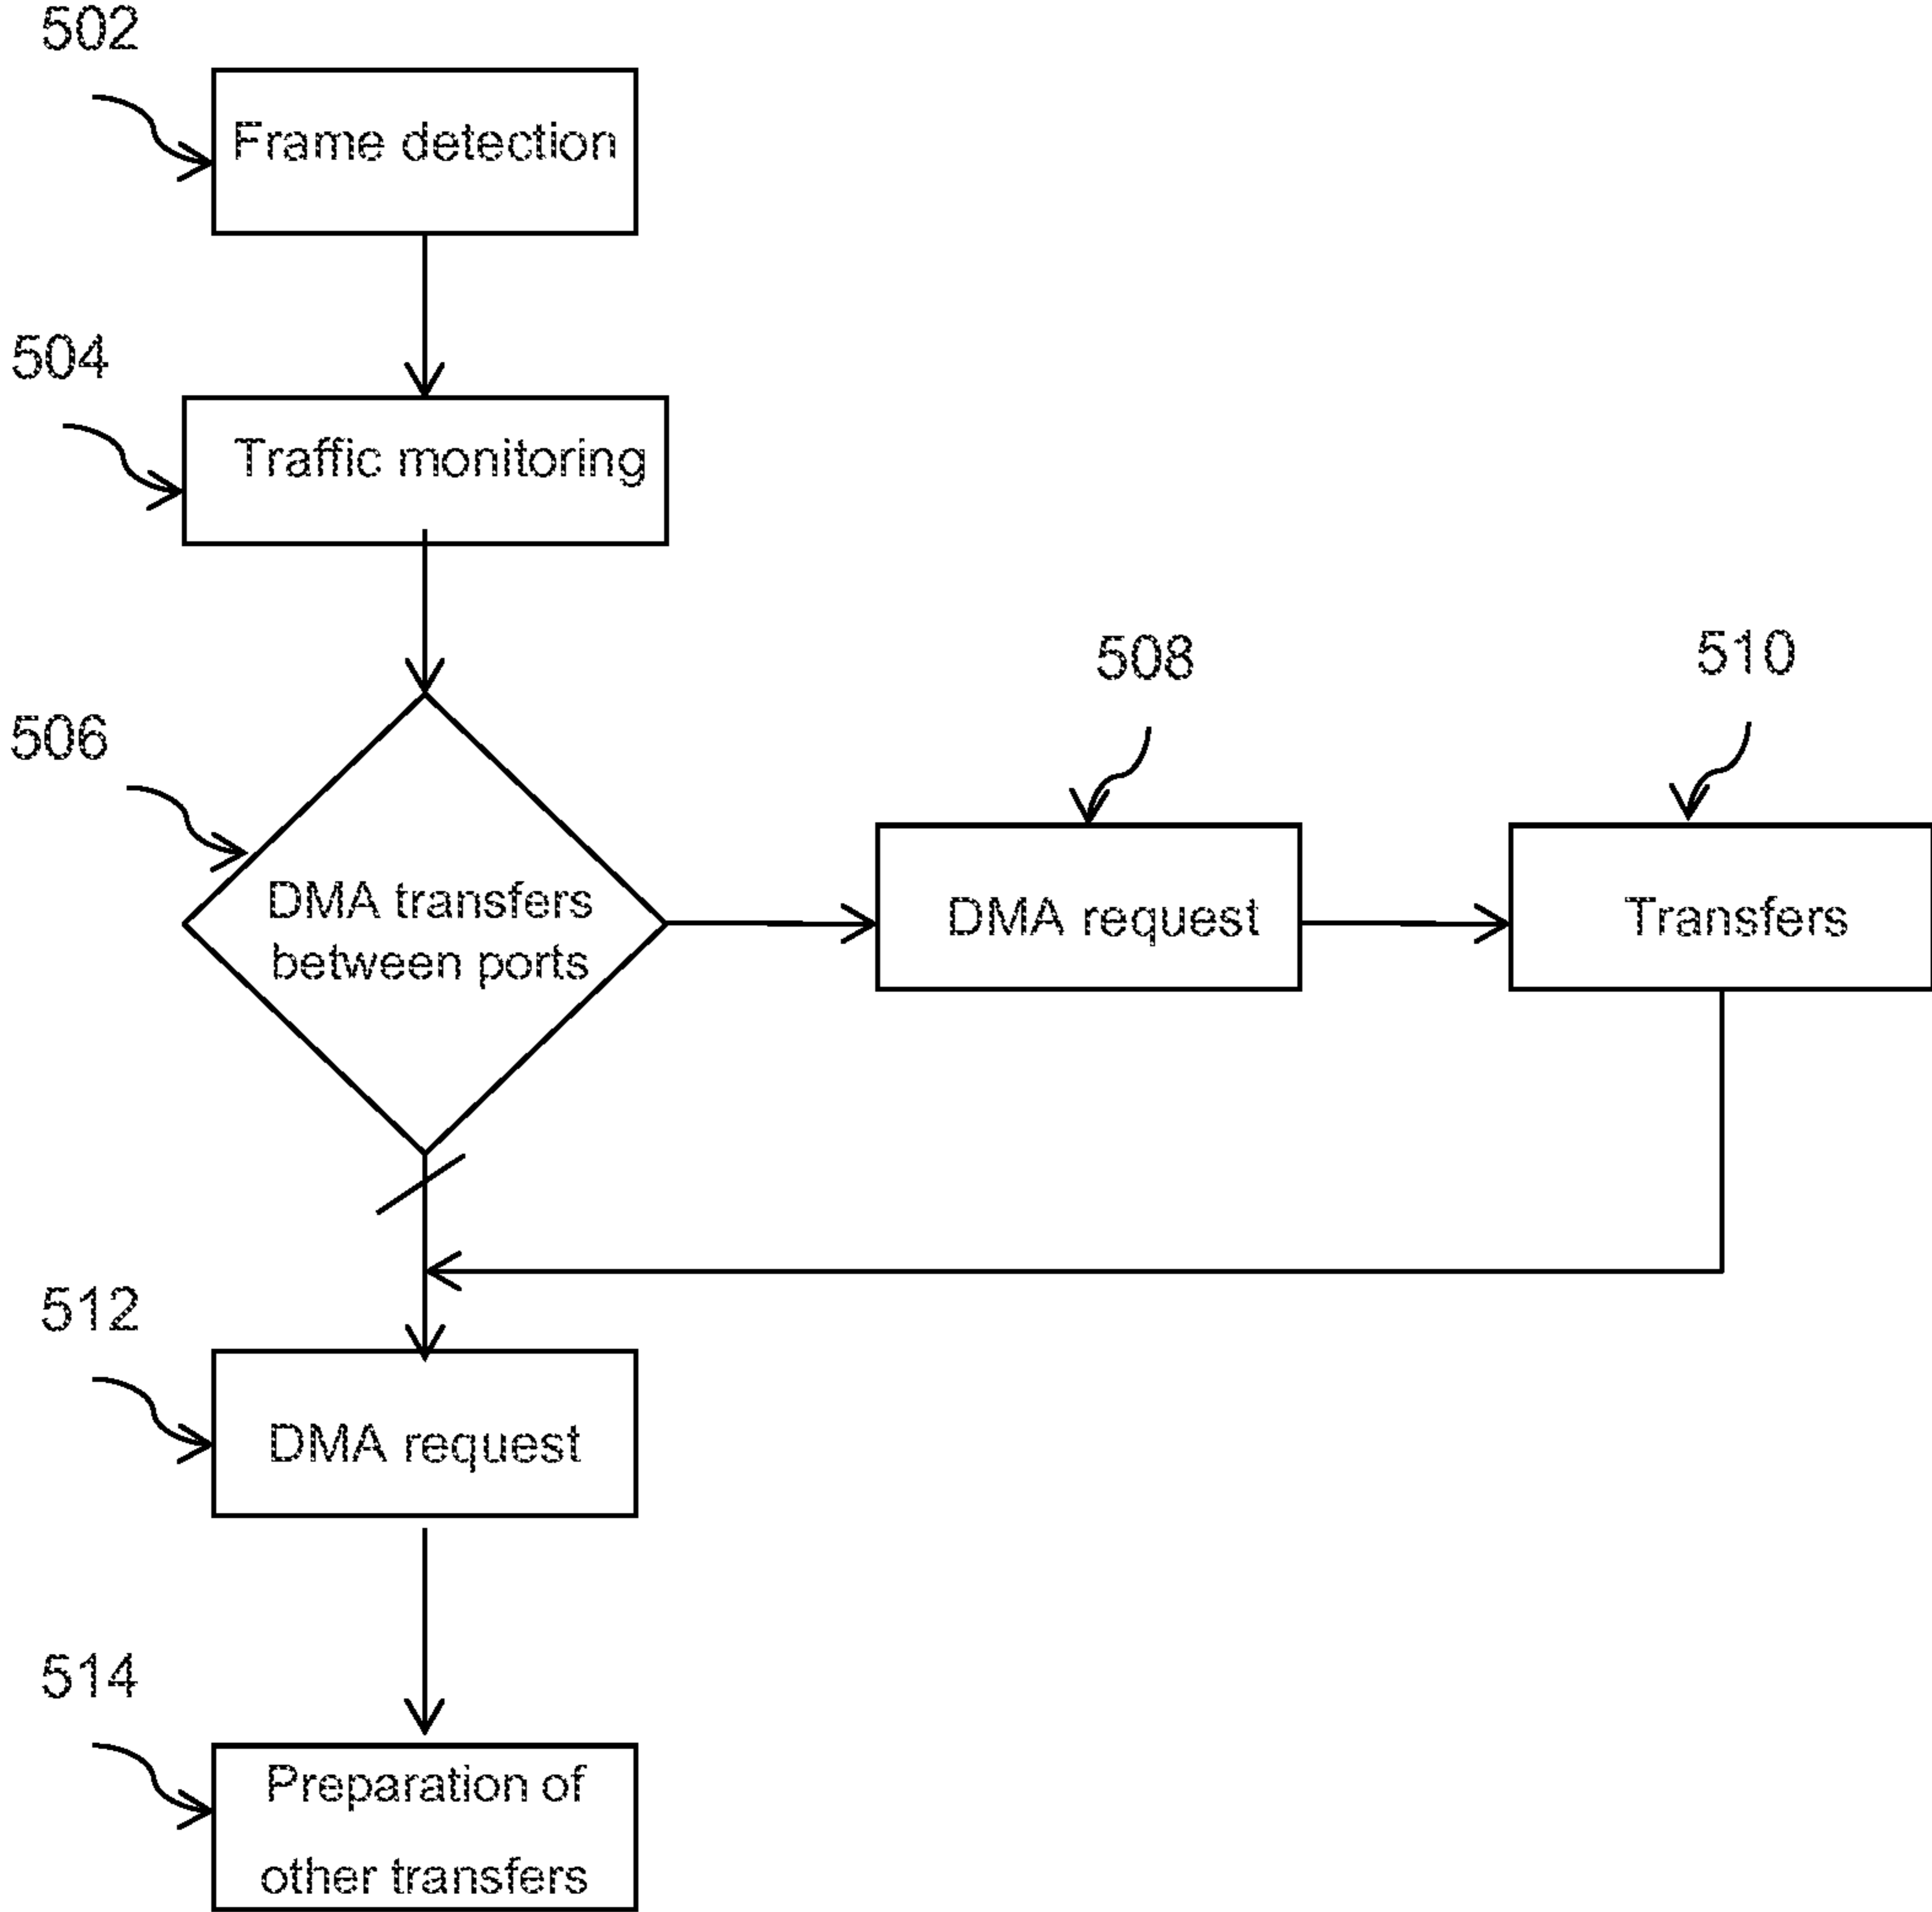 502
Frame detection
504
Traffic monitoring
506
DMA transfers
between ports
508
DMA request
510
Transfers
512
DMA request
514
Preparation of
other transfers